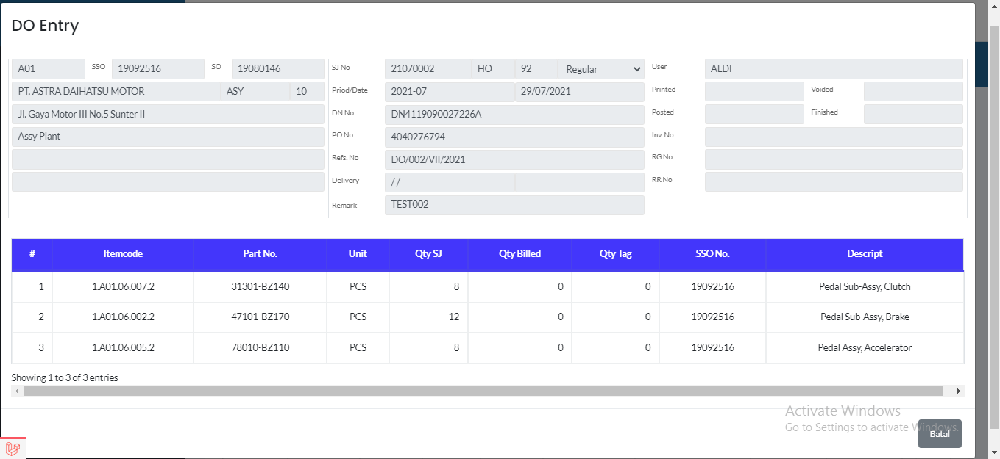 DO Entry
A01 SSO 19092516 SO 19080146
PT. ASTRA DAIHATSU MOTOR ASY 10
Jl. Gaya Motor III No.5 Sunter II
Assy Plant
SJ No 21070002 HO 92 Regular
Priod/Date 2021-07 29/07/2021
DN No DN4119090027226A
PO No 4040276794
Refs. No DO/002/VII/2021
Delivery / /
Remark TEST002
User ALDI
Printed Voided
Posted Finished
Inv. No
RG No
RR No
# Itemcode Part No. Unit Qty SJ Qty Billed Qty Tag SSO No. Descript
1 1.A01.06.007.2 31301-BZ140 PCS 8 0 0 19092516 Pedal Sub-Assy, Clutch
2 1.A01.06.002.2 47101-BZ170 PCS 12 0 0 19092516 Pedal Sub-Assy, Brake
3 1.A01.06.005.2 78010-BZ110 PCS 8 0 0 19092516 Pedal Assy, Accelerator
Showing 1 to 3 of 3 entries
Activate Windows
Go to Settings to activate Windows.
Batal